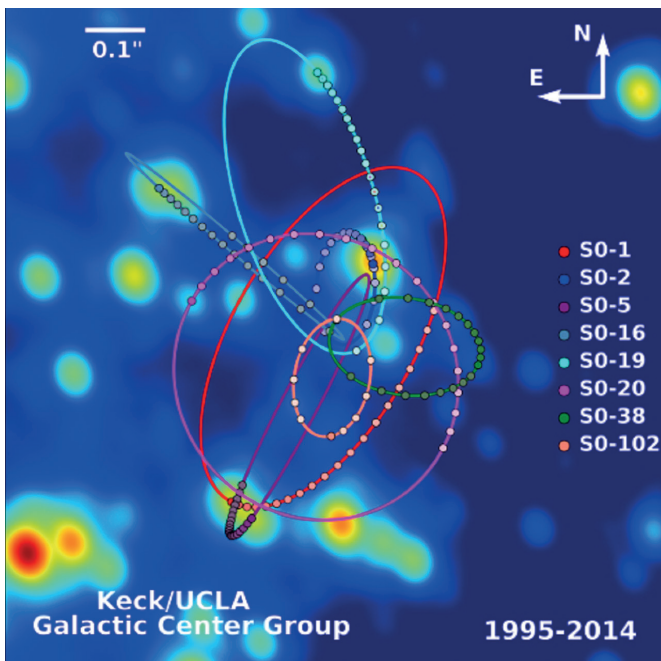 0.1"
N
E
S0-1
S0-2
S0-5
S0-16
S0-19
S0-20
S0-38
S0-102
Keck/UCLA
Galactic Center Group
1995-2014